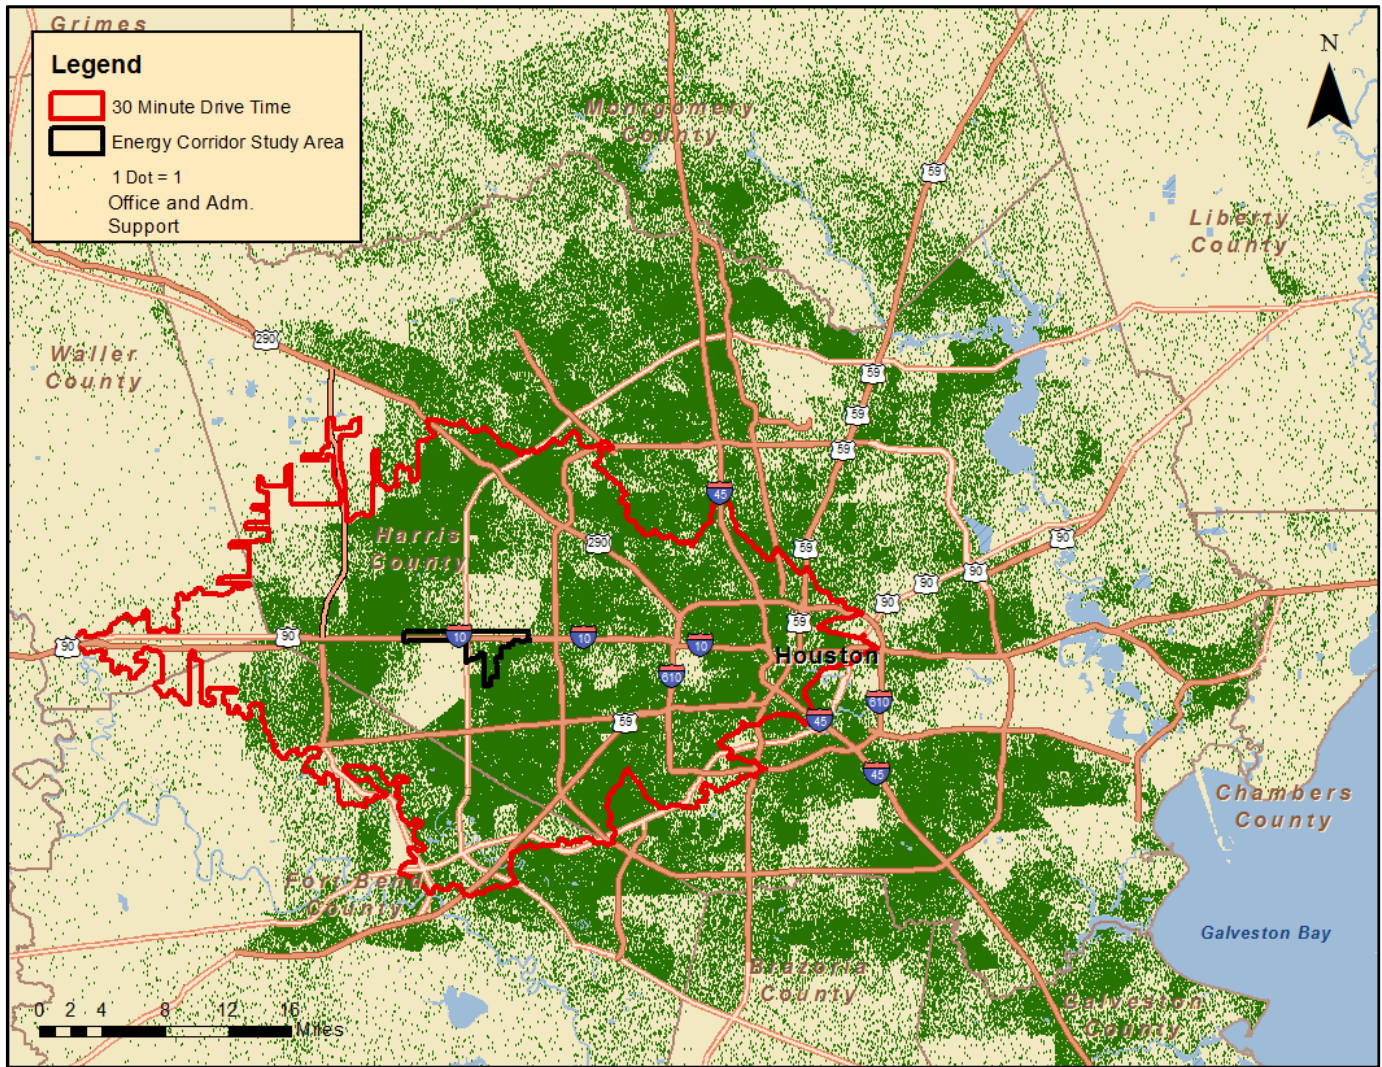 Grimes
Legend
30 Minute Drive Time
Energy Corridor Study Area
1 Dot = 1
Office and Adm.
Support
N
Montgomery
County
59
Liberty
County
290
Waller
County
59
59
59
45
Harris
County
290
59
90
90
90
90
59
90
90
10
10
10
Houston
610
610
59
45
45
Chambers
County
Fort Bend
County
Galveston Bay
Brazoria
County
Galveston
County
0 2 4 8 12 16
Miles